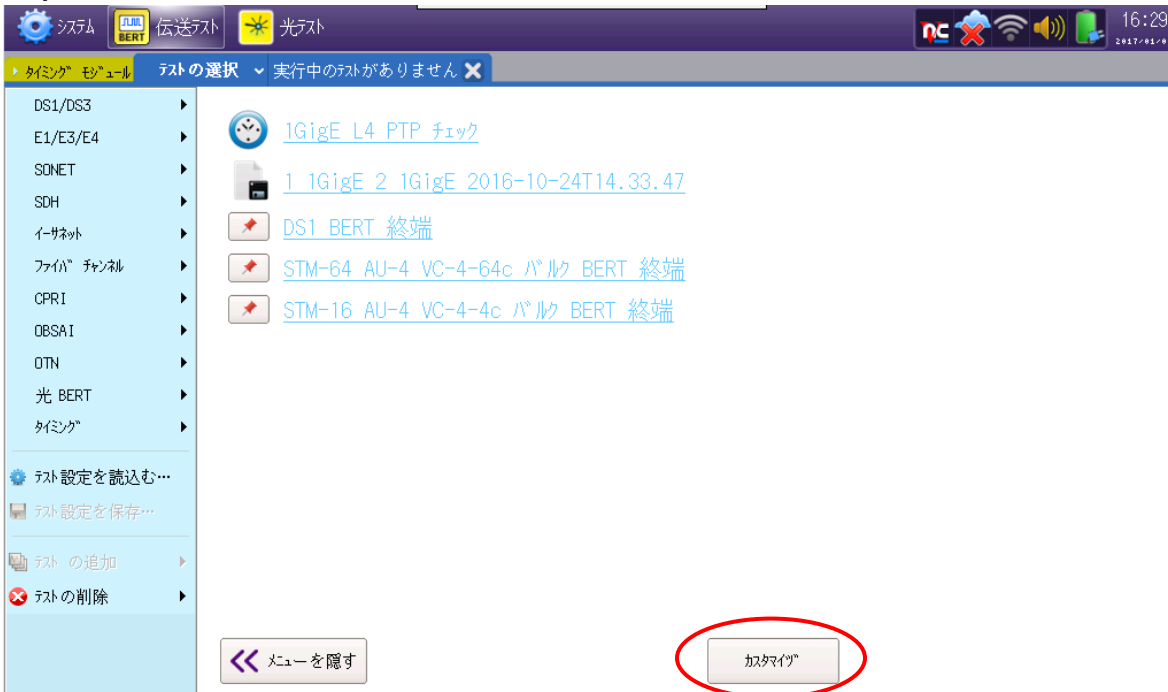 システム BERT 伝送テスト 光テスト 16:29
タイミング モジュール テストの選択 実行中のテストがありません
DS1/DS3
E1/E3/E4
SONET
SDH
イーサネット
ファイバ チャンネル
CPRI
OBSAI
OTN
光 BERT
タイミング
テスト設定を読込む…
テスト設定を保存…
テスト の追加
テストの削除
1GigE L4 PTP チェック
1 1GigE 2 1GigE 2016-10-24T14.33.47
DS1 BERT 終端
STM-64 AU-4 VC-4-64c バルク BERT 終端
STM-16 AU-4 VC-4-4c バルク BERT 終端
メニューを隠す
カスタマイズ